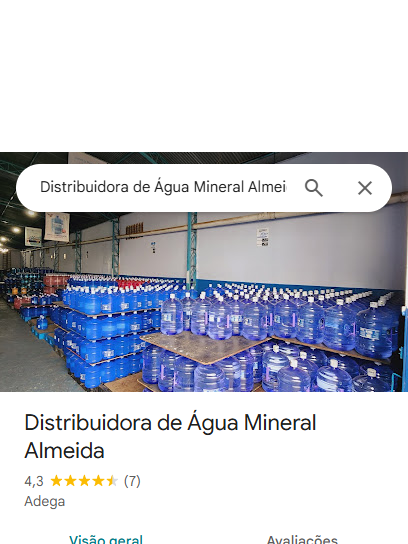 Distribuidora de Água Mineral Almei
Distribuidora de Água Mineral
Almeida
4,3 (7)
Adega
Visão geral Avaliações